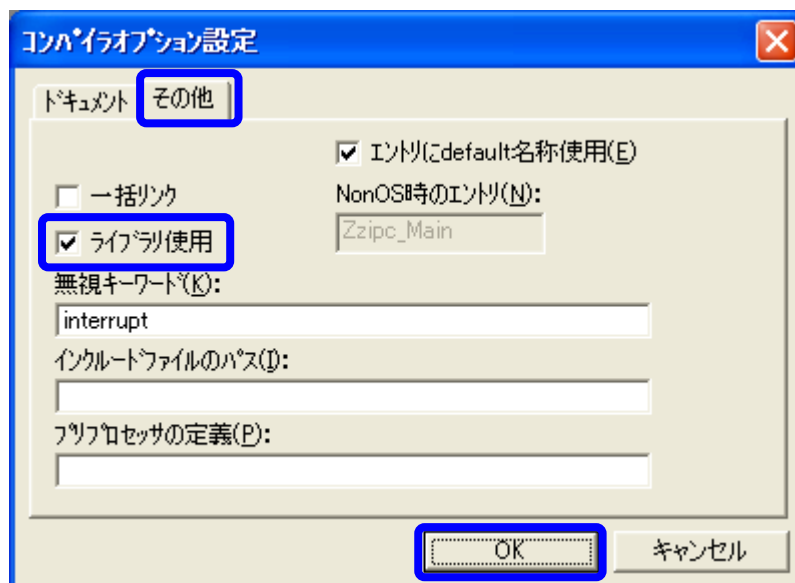 コンパイラオプション設定
ドキュメント その他
エントリにdefault名称使用(E)
一括リンク NonOS時のエントリ(N):
ライブラリ使用 Zzipc_Main
無視キーワード(K):
interrupt
インクルードファイルのパス(I):
プリプロセッサの定義(P):
OK キャンセル